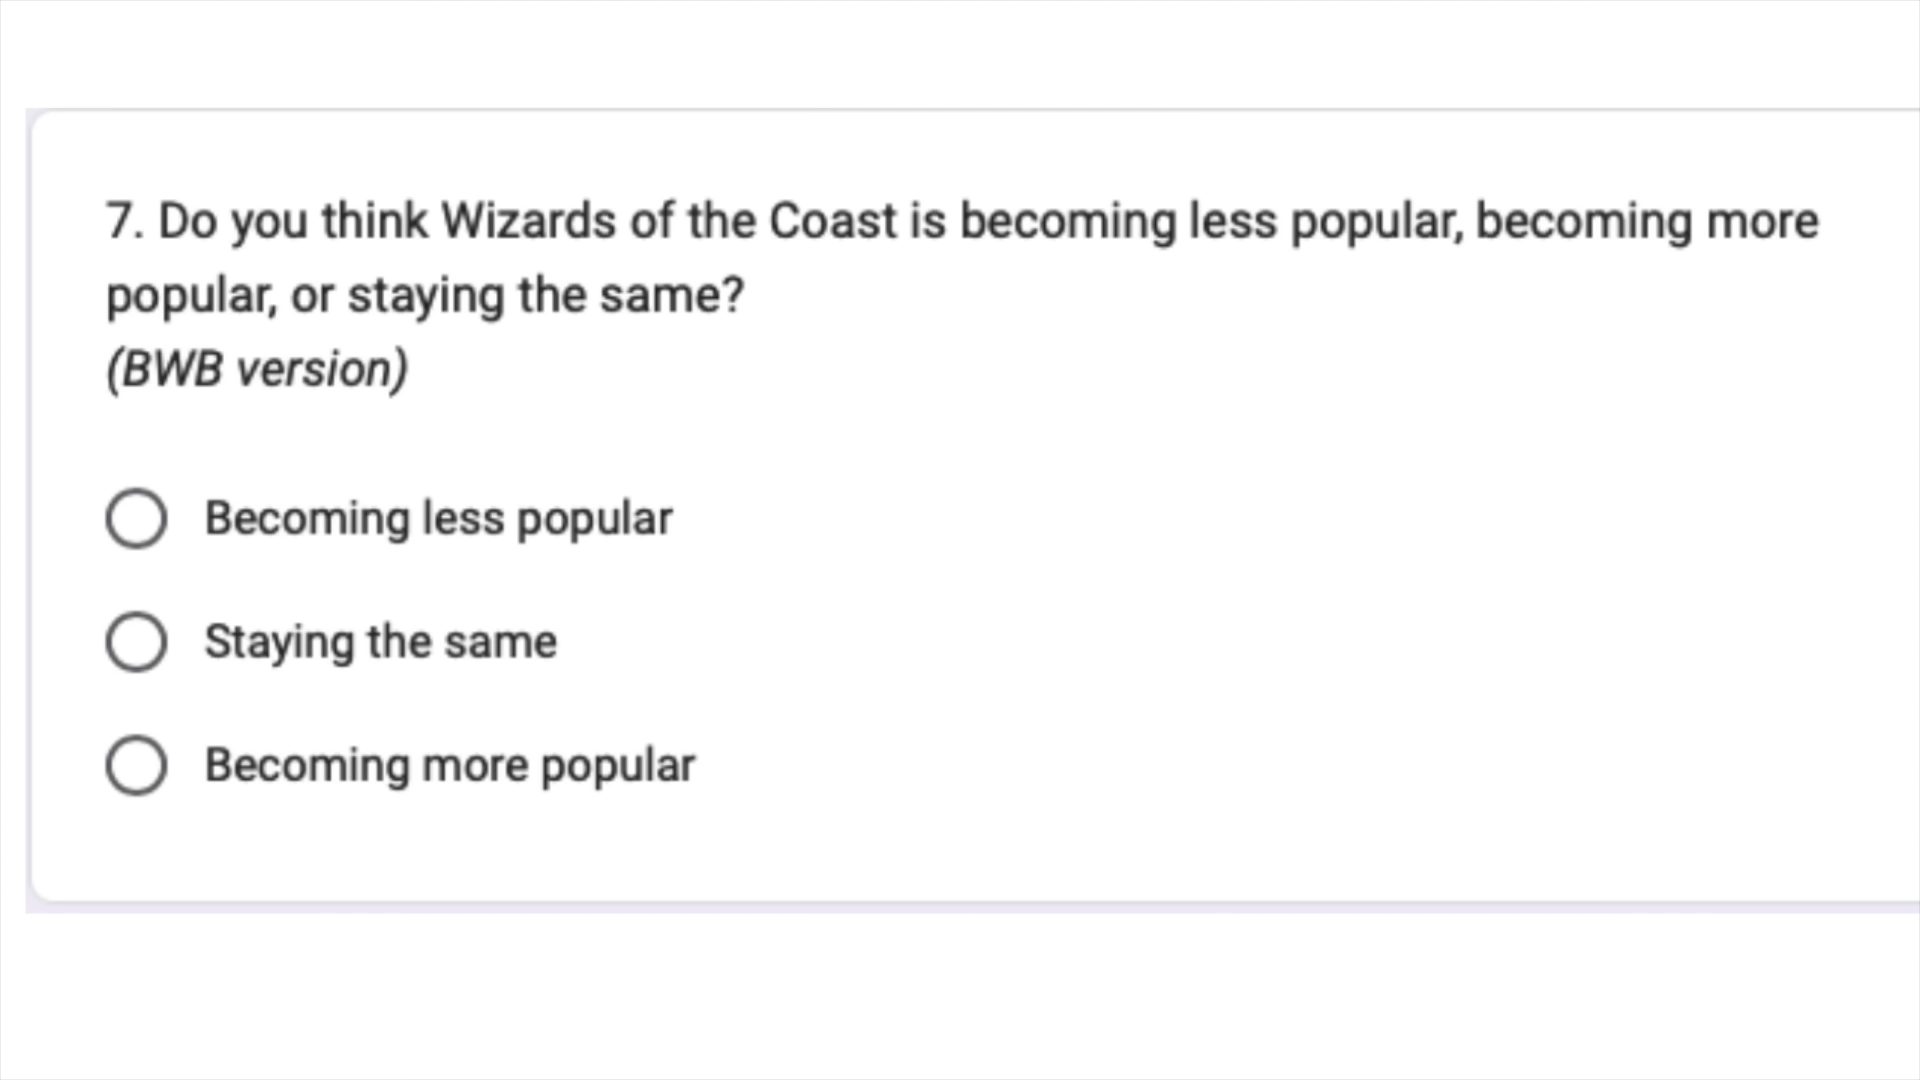 7. Do you think Wizards of the Coast is becoming less popular, becoming more
popular, or staying the same?
(BWB version)
Becoming less popular
Staying the same
Becoming more popular